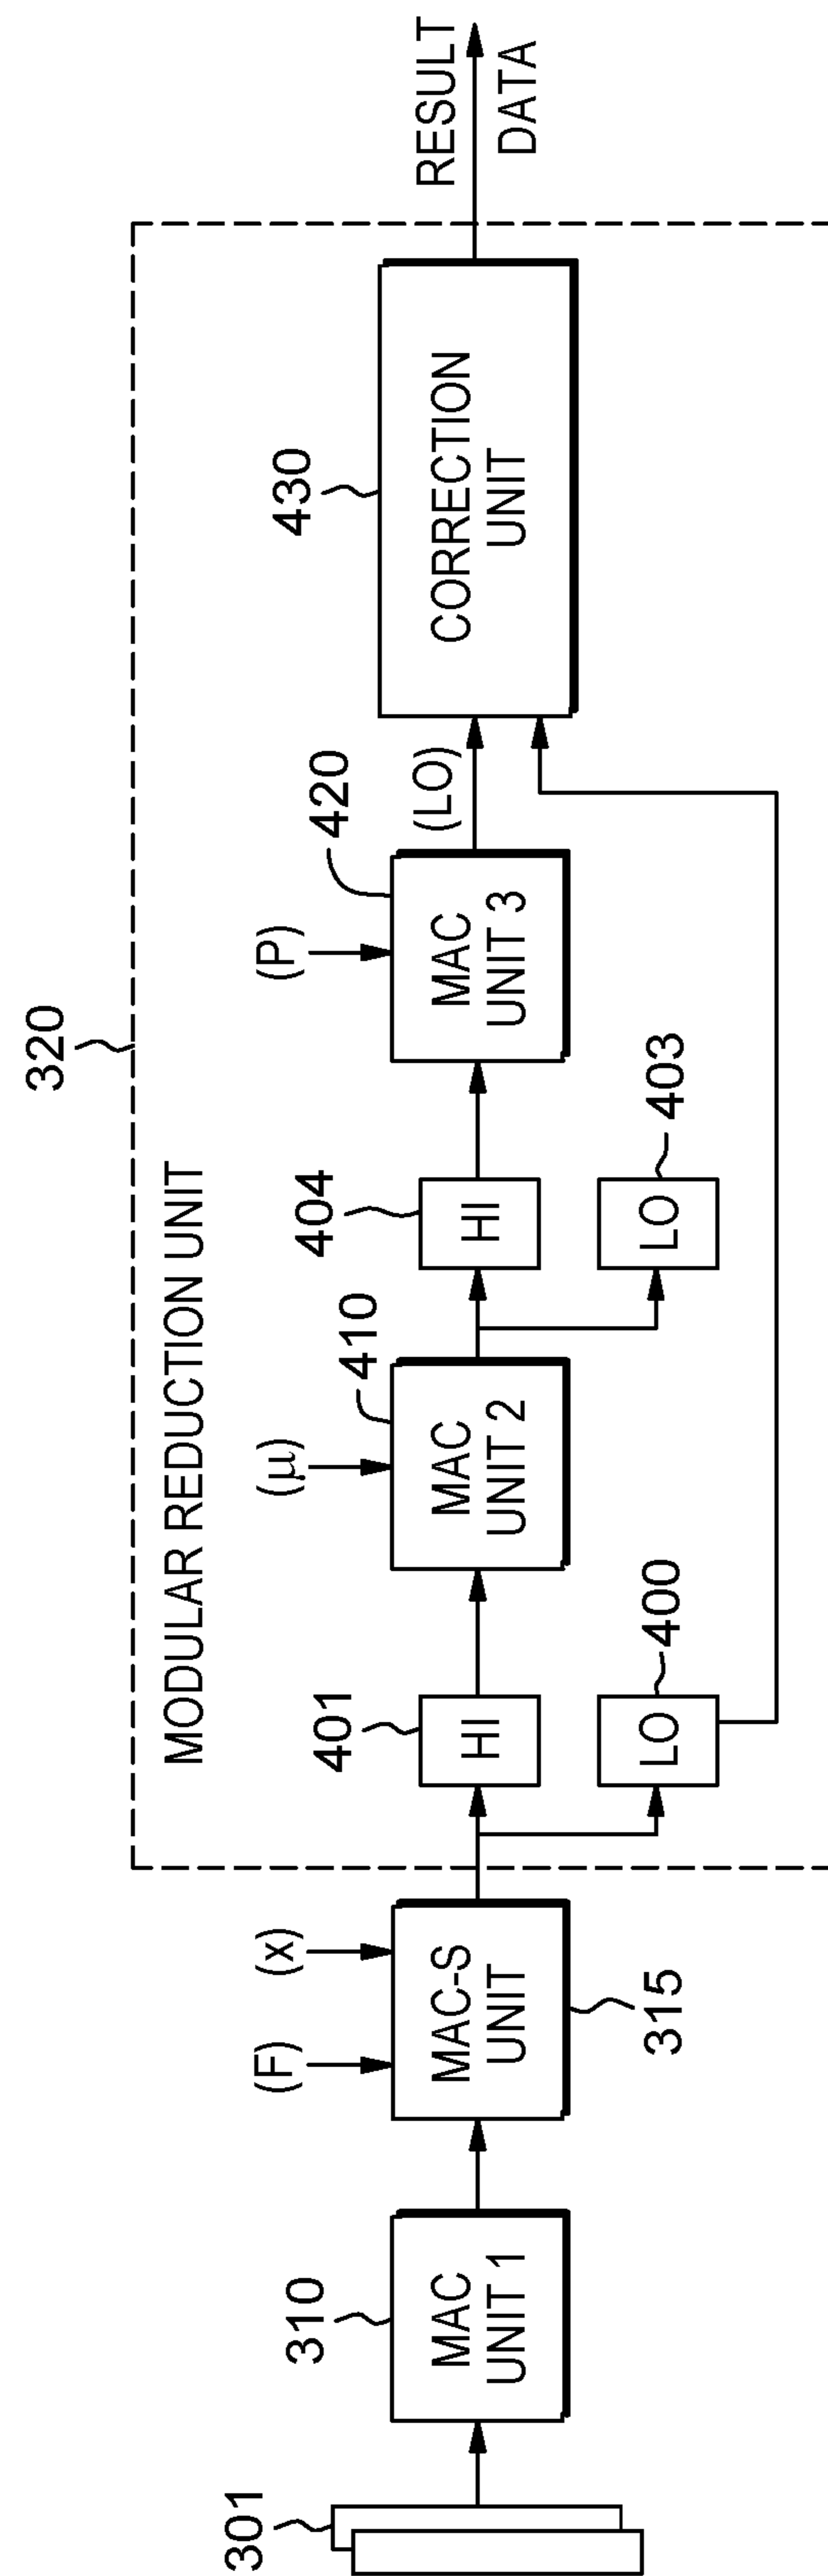 320
MODULAR REDUCTION UNIT
301
310
MAC
UNIT 1
(F)
(x)
MAC-S
UNIT
315
401
HI
LO
400
(μ)
410
MAC
UNIT 2
404
HI
LO
403
(P)
420
MAC
UNIT 3
(LO)
430
CORRECTION
UNIT
RESULT
DATA